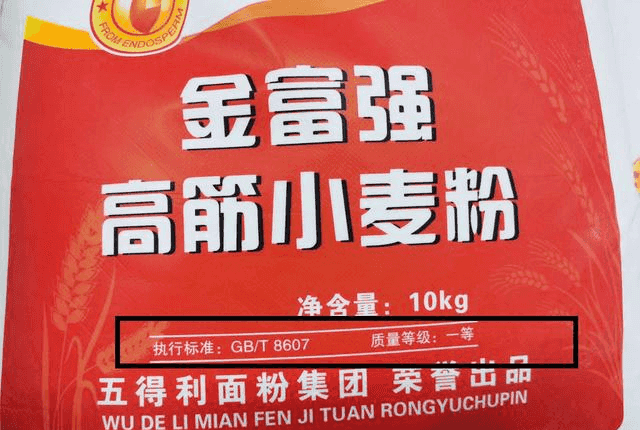 FROM ENDOSPERM
金富强
高筋小麦粉
净含量：10kg
执行标准：GB/T 8607 质量等级：一等
五得利面粉集团 荣誉出品
WU DE LI MIAN FEN JI TUAN RONGYUCHUPIN